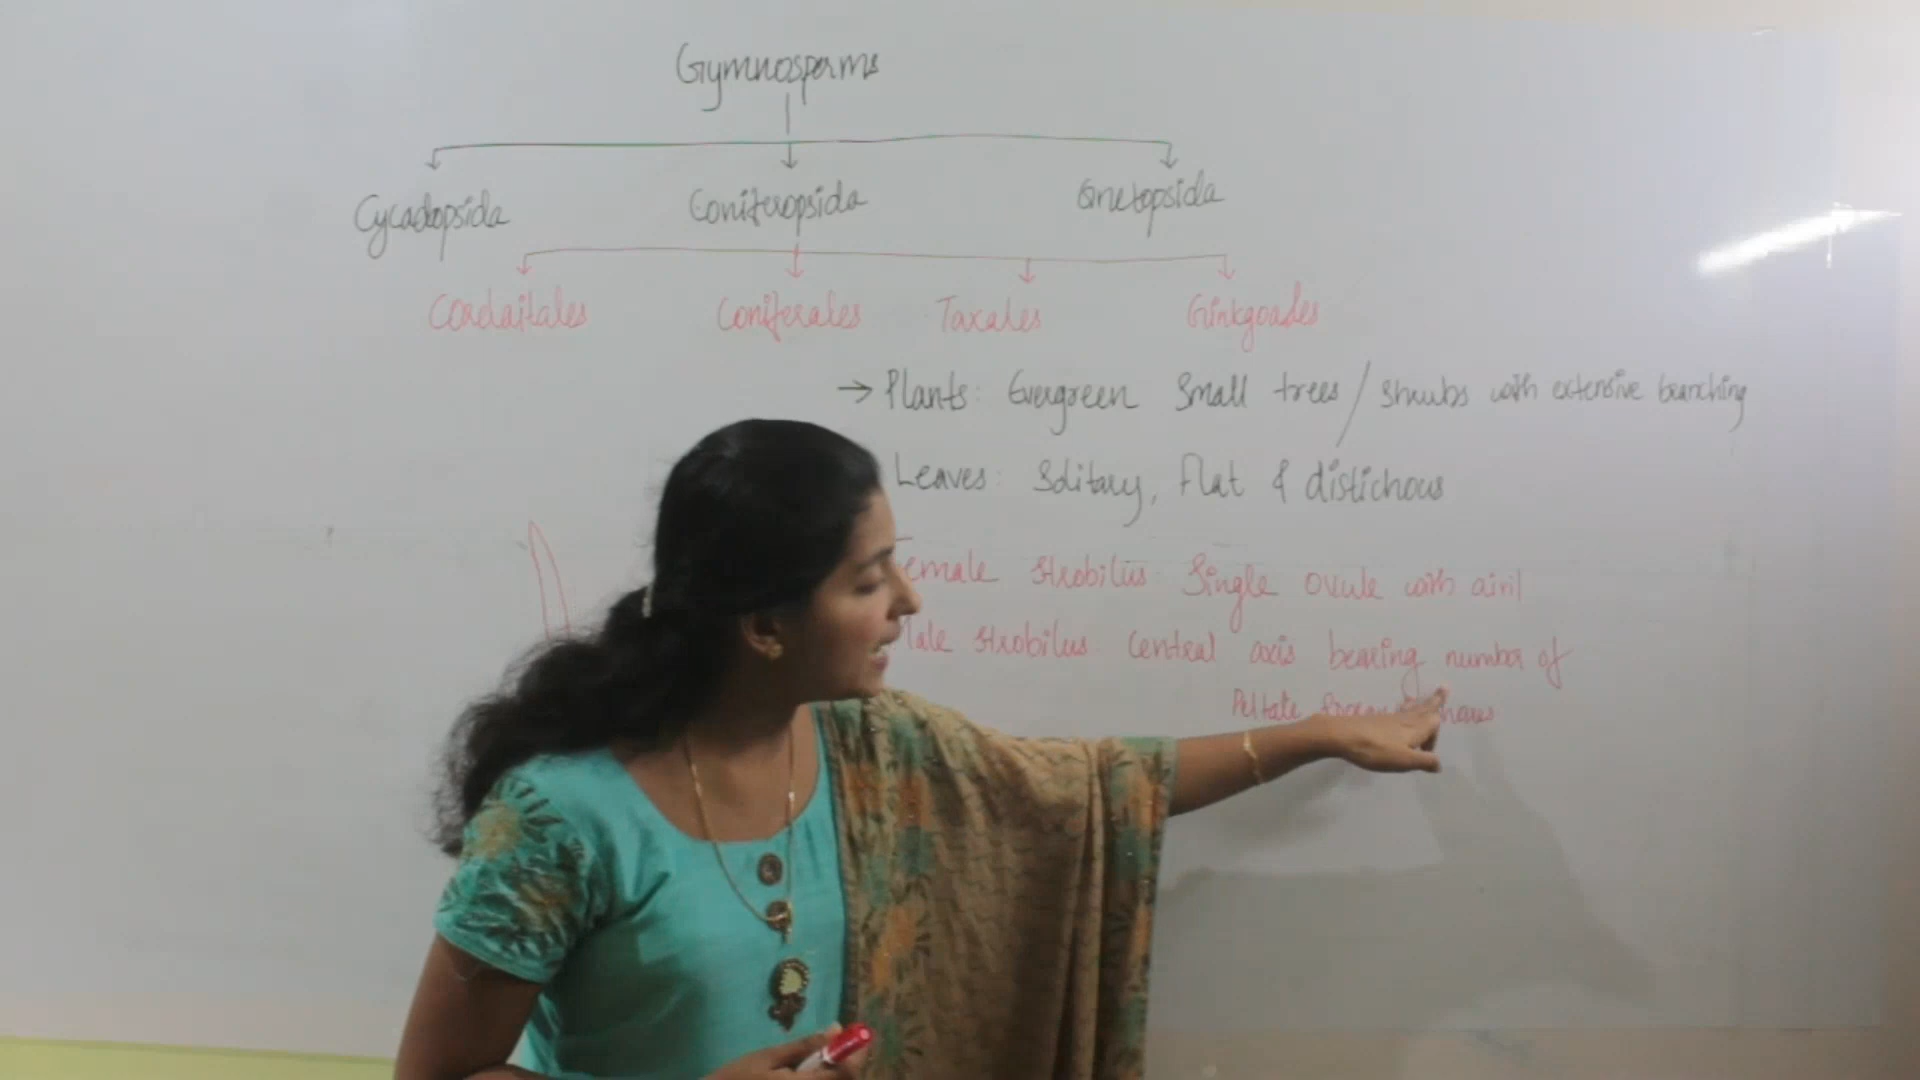 Gymnosperms
Cycadopsida Coniferopsida Gnetopsida
Cordaitales Coniferales Taxales Ginkgoales
→ Plants: Evergreen Small trees / Shrubs with extensive branching
Leaves: Solitary, Flat & distichous
Female strobilus: Single ovule with airil
Male strobilus: Central axis bearing number of
Peltate